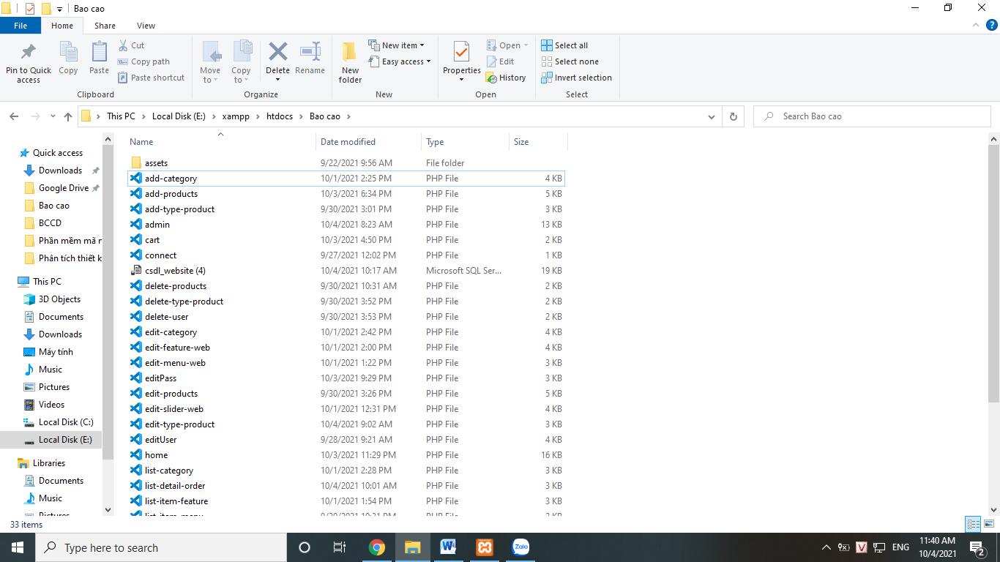 Bao cao
File Home Share View
Pin to Quick access
Copy
Paste
Cut
Copy path
Paste shortcut
Clipboard
Move to
Copy to
Delete
Rename
Organize
New folder
New item
Easy access
New
Properties
Open
Edit
History
Open
Select all
Select none
Invert selection
Select
This PC > Local Disk (E:) > xampp > htdocs > Bao cao >
Search Bao cao
Quick access
Downloads
Google Drive
Bao cao
BCCD
Phần mềm mã n
Phân tích thiết k
This PC
3D Objects
Documents
Downloads
Máy tính
Music
Pictures
Videos
Local Disk (C:)
Local Disk (E:)
Libraries
Documents
Music
Pictures
Name Date modified Type Size
assets 9/22/2021 9:56 AM File folder
add-category 10/1/2021 2:25 PM PHP File 4 KB
add-products 10/3/2021 6:34 PM PHP File 5 KB
add-type-product 9/30/2021 3:01 PM PHP File 3 KB
admin 10/4/2021 8:23 AM PHP File 13 KB
cart 10/3/2021 4:50 PM PHP File 2 KB
connect 9/27/2021 12:02 PM PHP File 1 KB
csdl_website (4) 10/4/2021 10:17 AM Microsoft SQL Ser... 19 KB
delete-products 9/30/2021 10:31 AM PHP File 2 KB
delete-type-product 9/30/2021 3:52 PM PHP File 2 KB
delete-user 9/30/2021 3:53 PM PHP File 2 KB
edit-category 10/1/2021 2:42 PM PHP File 4 KB
edit-feature-web 10/1/2021 2:00 PM PHP File 4 KB
edit-menu-web 10/1/2021 1:22 PM PHP File 3 KB
editPass 10/3/2021 9:29 PM PHP File 3 KB
edit-products 9/30/2021 3:26 PM PHP File 5 KB
edit-slider-web 10/1/2021 12:31 PM PHP File 4 KB
edit-type-product 10/4/2021 9:02 AM PHP File 3 KB
editUser 9/28/2021 9:21 AM PHP File 4 KB
home 10/3/2021 11:29 PM PHP File 16 KB
list-category 10/1/2021 2:28 PM PHP File 3 KB
list-detail-order 10/4/2021 10:01 AM PHP File 3 KB
list-item-feature 10/1/2021 1:54 PM PHP File 3 KB
33 items
Type here to search
Zalo
ENG
11:40 AM
10/4/2021
2